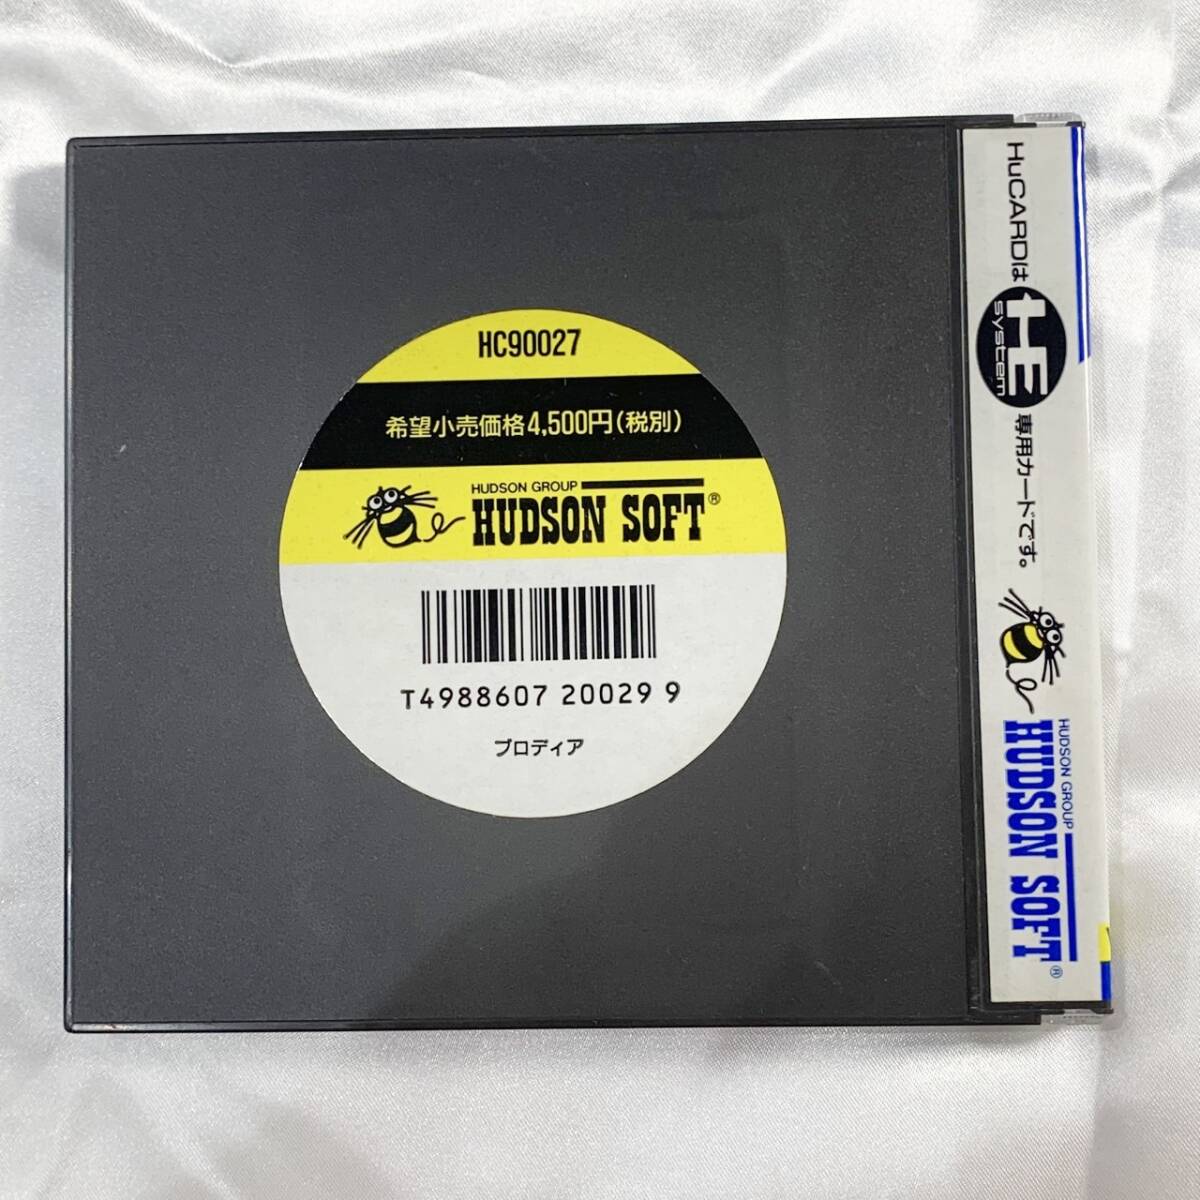 HC90027
希望小売価格4,500円(税別)
HUDSON GROUP
HUDSON SOFT®
T4988607 20029 9
ブロディア
HuCARDは HE system 専用カードです。
HUDSON GROUP
HUDSON SOFT®